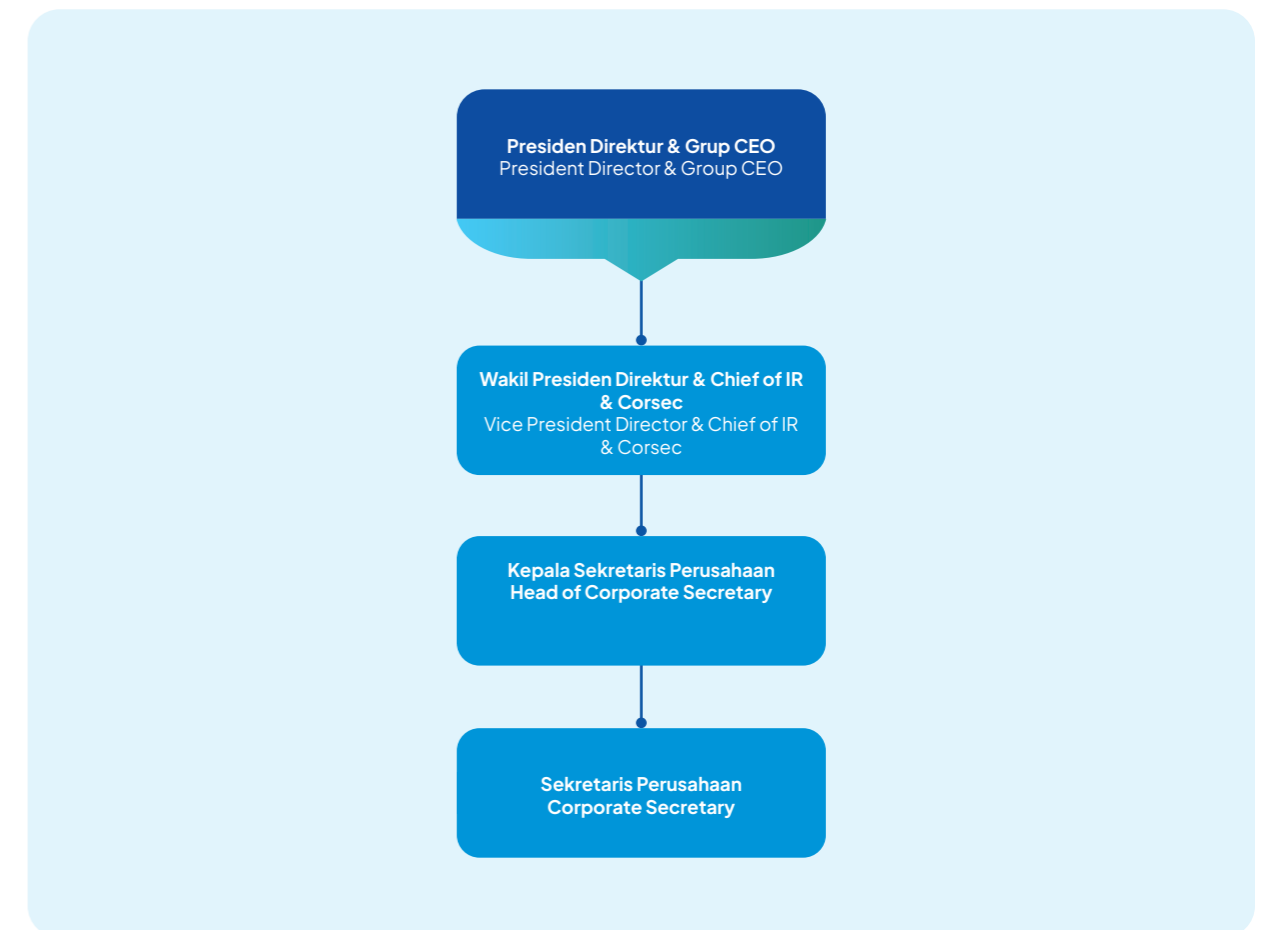 Presiden Direktur & Grup CEO
President Director & Group CEO
Wakil Presiden Direktur & Chief of IR
& Corsec
Vice President Director & Chief of IR
& Corsec
Kepala Sekretaris Perusahaan
Head of Corporate Secretary
Sekretaris Perusahaan
Corporate Secretary